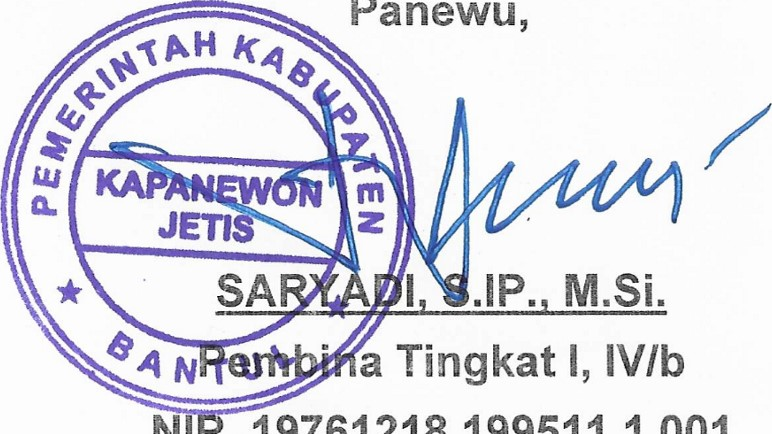 Panewu,
PEMERINTAH KABUPATEN
KAPANEWON
JETIS
BANTUL
SARYADI, S.IP., M.Si.
Pembina Tingkat I, IV/b
NIP. 19761218 199511 1 001